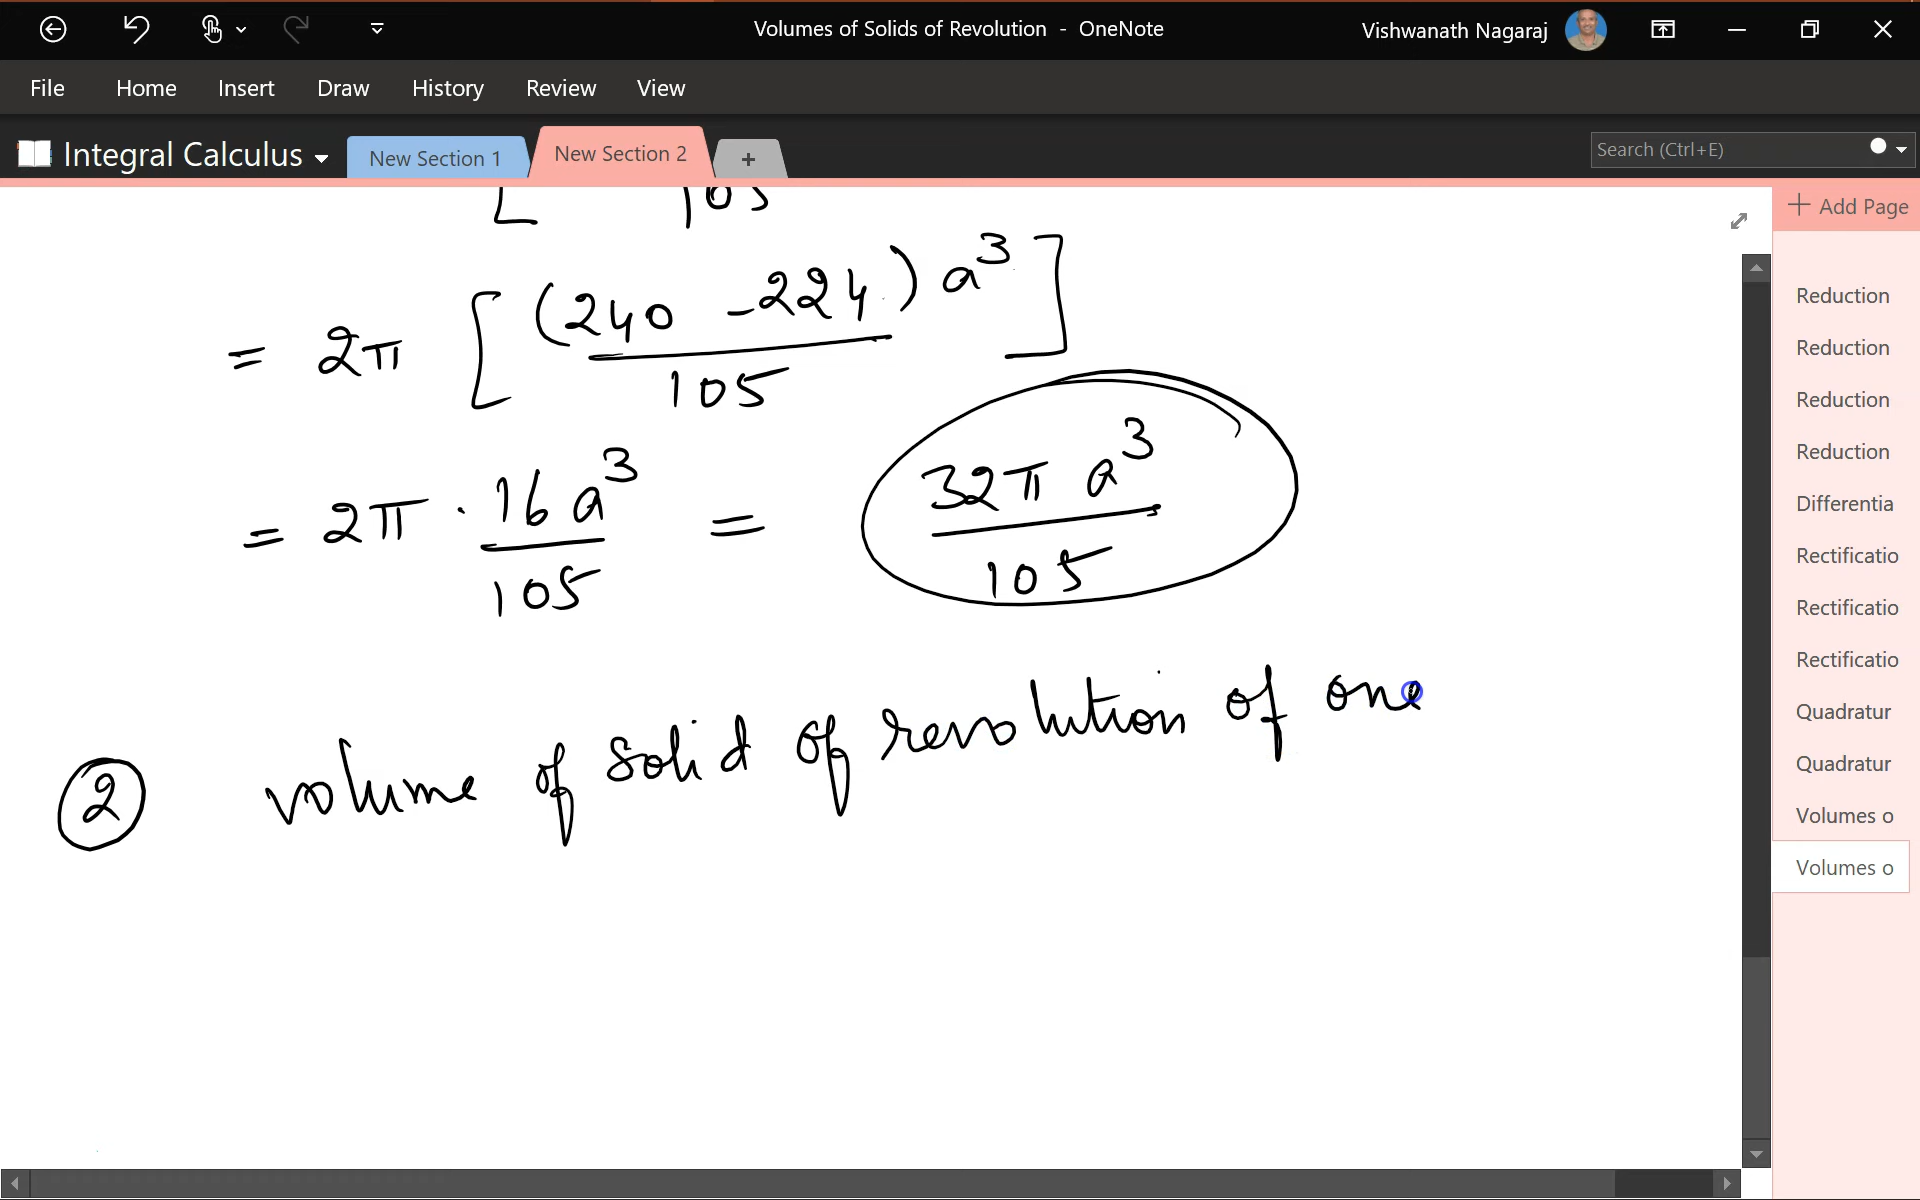 Volumes of Solids of Revolution - OneNote
Vishwanath Nagaraj
File Home Insert Draw History Review View
Integral Calculus
New Section 1
New Section 2
+
Search (Ctrl+E)
+ Add Page
Reduction
Reduction
Reduction
Reduction
Differentia
Rectificatio
Rectificatio
Rectificatio
Quadratur
Quadratur
Volumes o
Volumes o
[ 105
= 2π [ (240 - 224) a³ / 105 ]
= 2π · 16 a³ / 105 = 32π a³ / 105
② volume of solid of revolution of one